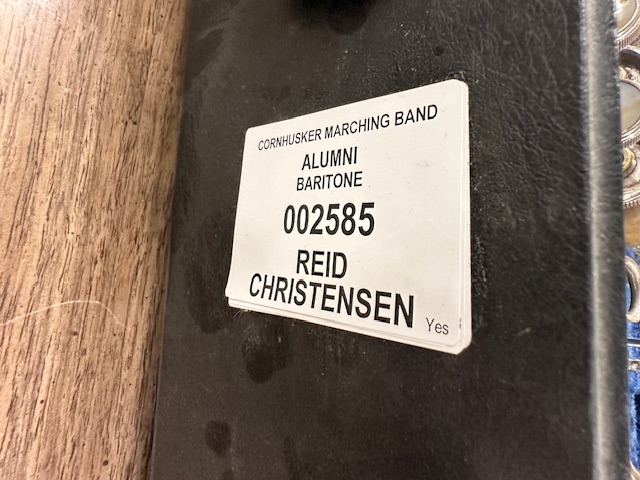 CORNHUSKER MARCHING BAND
ALUMNI
BARITONE
002585
REID
CHRISTENSEN
Yes